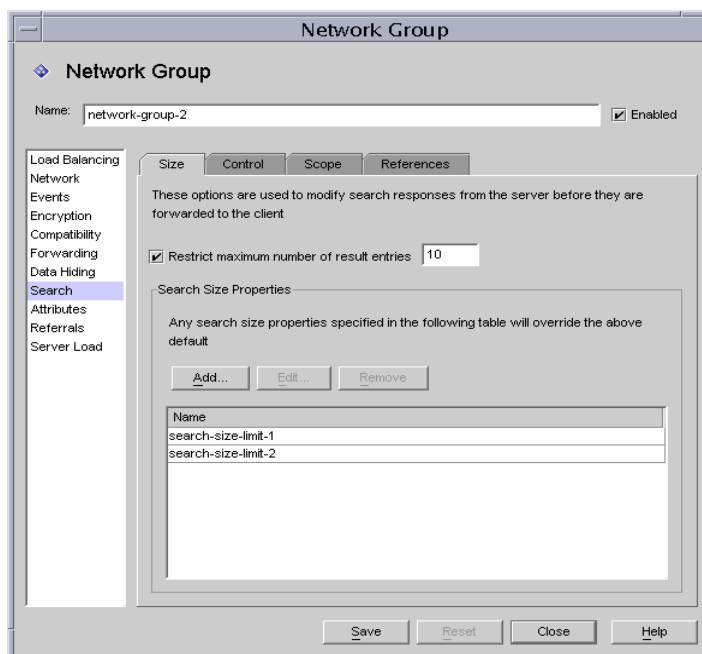 Network Group
Network Group
Name: network-group-2 Enabled
Load Balancing
Network
Events
Encryption
Compatibility
Forwarding
Data Hiding
Search
Attributes
Referrals
Server Load
Size Control Scope References
These options are used to modify search responses from the server before they are
forwarded to the client
Restrict maximum number of result entries 10
Search Size Properties
Any search size properties specified in the following table will override the above
default
Add... Edit... Remove
Name
search-size-limit-1
search-size-limit-2
Save Reset Close Help